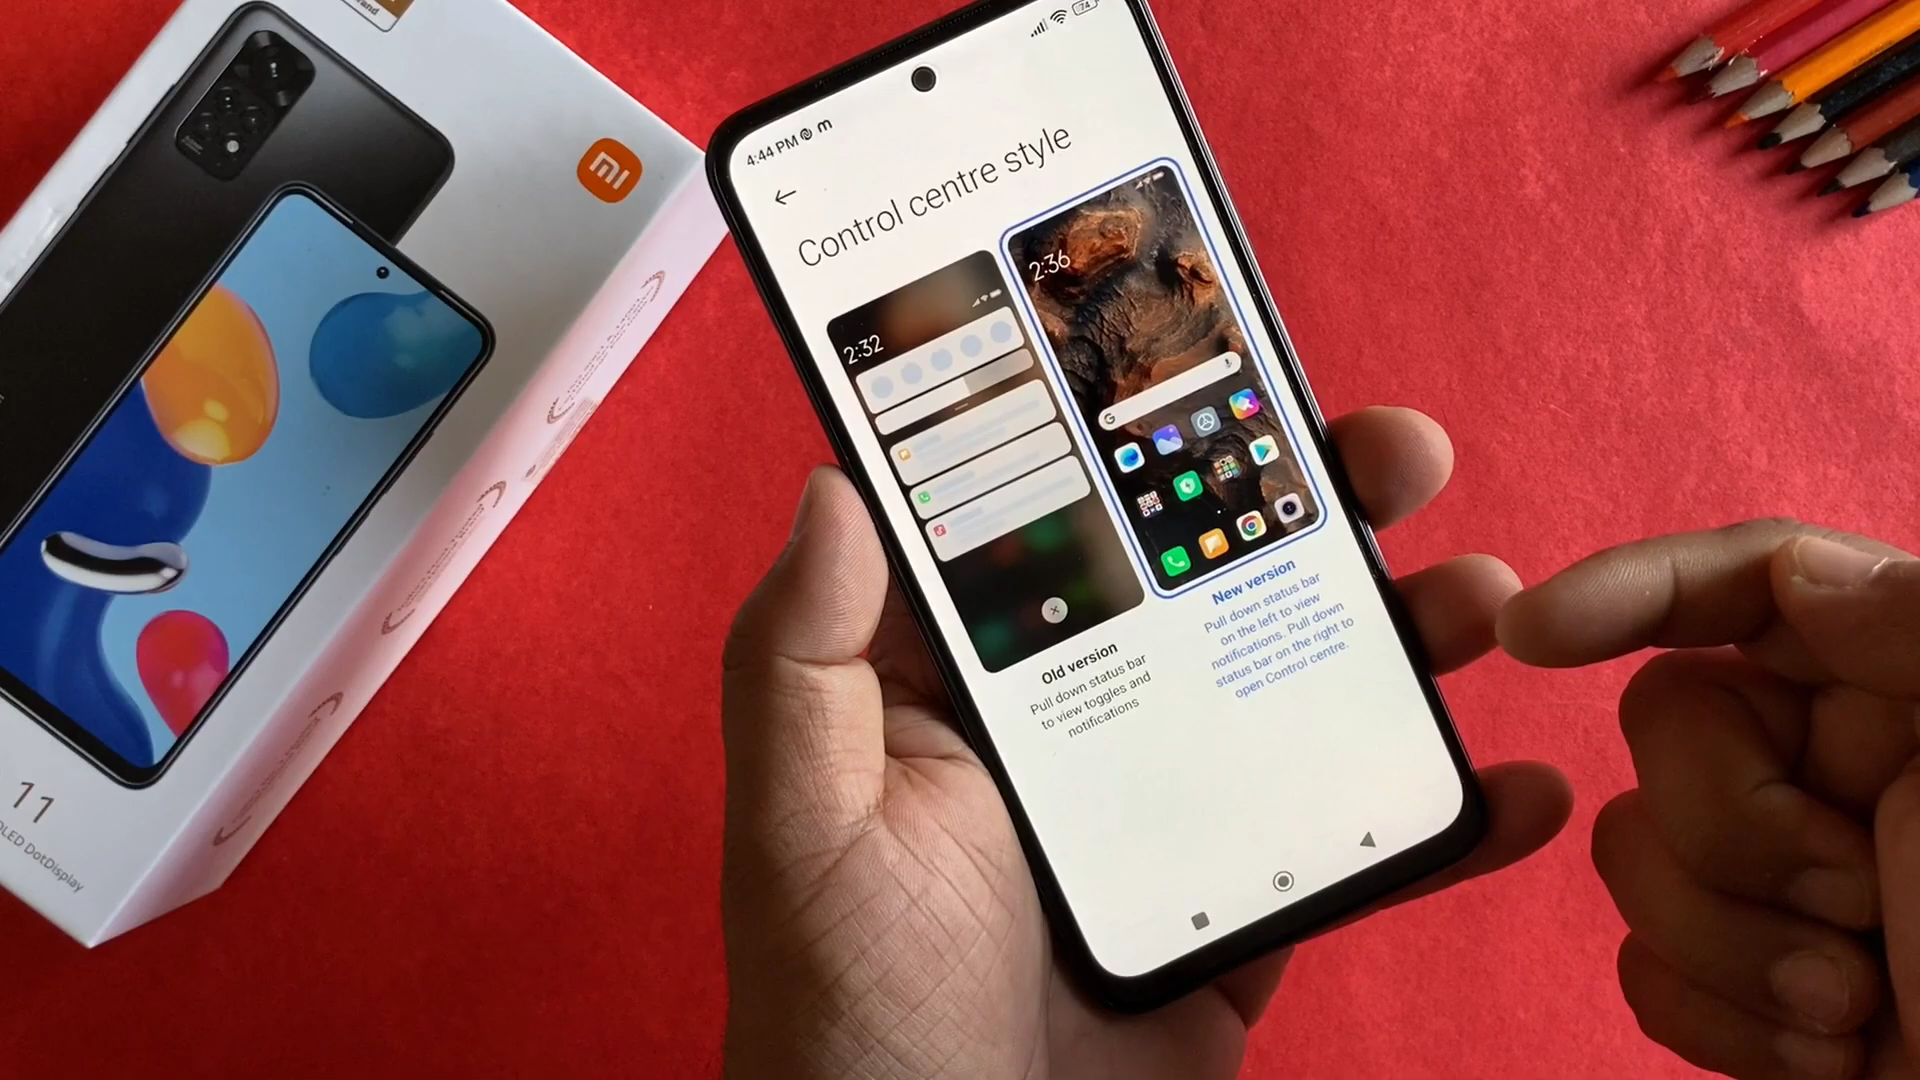 mi
11
DotDisplay
74
4:44 PM
Control centre style
2:32
2:36
Old version
Pull down status bar
to view toggles and
notifications
New version
Pull down status bar
on the left to view
notifications. Pull down
status bar on the right to
open Control centre.